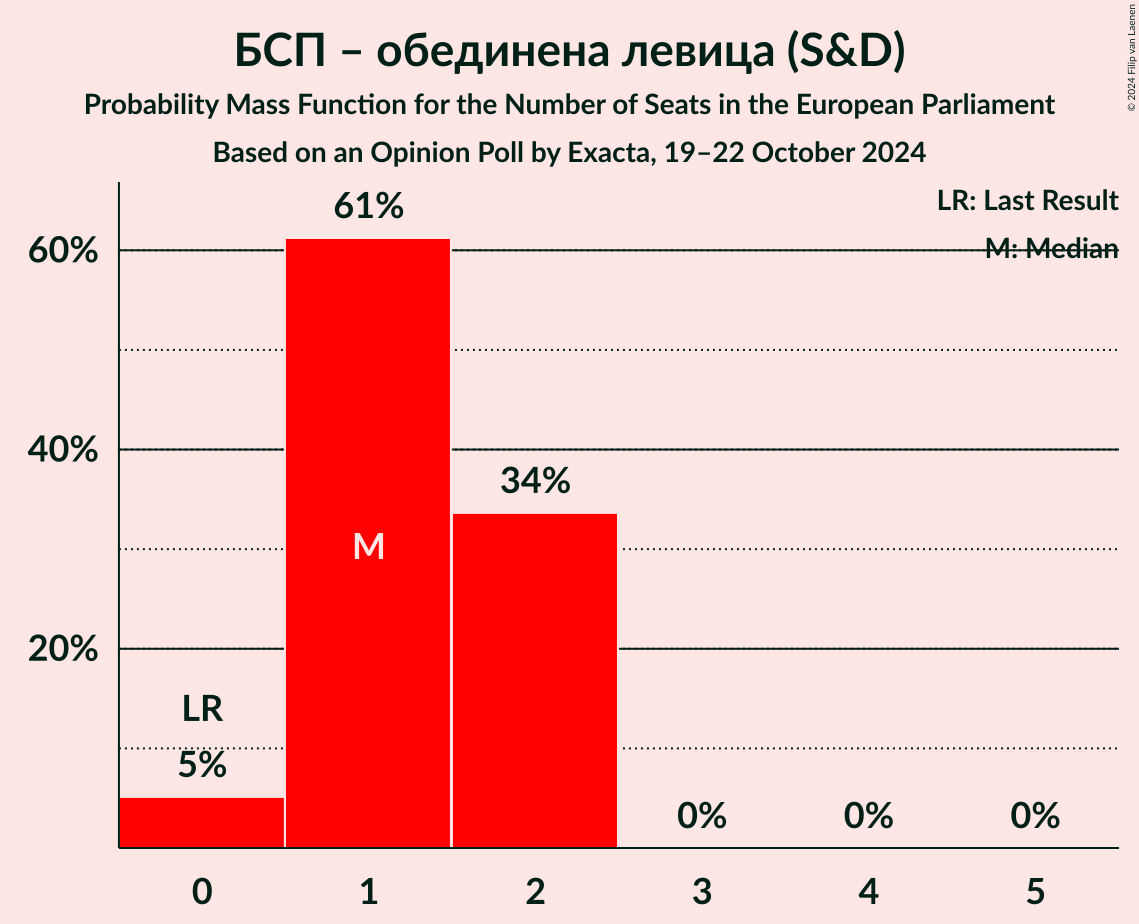 БСП – обединена левица (S&D)
Probability Mass Function for the Number of Seats in the European Parliament
Based on an Opinion Poll by Exacta, 19–22 October 2024
© 2024 Filip van Laenen
LR: Last Result
M: Median
61%
60%
40%
34%
M
20%
LR
5%
0% 0% 0%
0 1 2 3 4 5